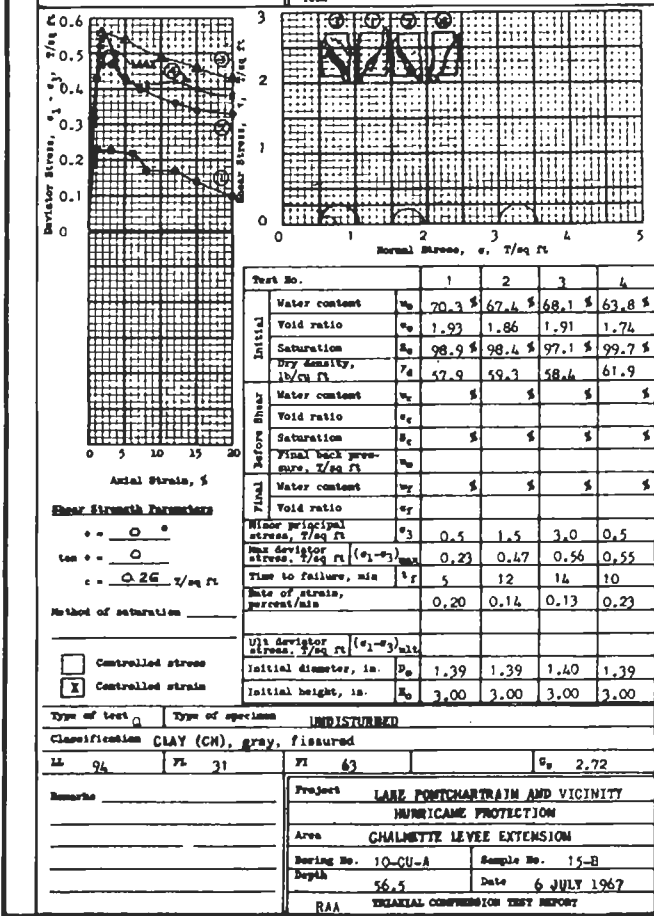 0.6
0.5
0.4
0.3
0.2
0.1
0
Deviator Stress, σ1 - σ3, T/sq ft
MAX
3
4
2
1
0 5 10 15 20
Axial Strain, %
Shear Stress, τ, T/sq ft
3
2
1
0
0 1 2 3 4 5
Normal Stress, σ, T/sq ft
Test No. 1 2 3 4
Initial
Water content wo 70.3 % 67.4 % 68.1 % 63.8 %
Void ratio eo 1.93 1.86 1.91 1.74
Saturation So 98.9 % 98.4 % 97.1 % 99.7 %
Dry density, lb/cu ft γd 57.9 59.3 58.4 61.9
Before Shear
Water content wc % % % %
Void ratio ec
Saturation Sc % % % %
Final back pressure, T/sq ft uo
Final
Water content wf % % % %
Void ratio ef
Minor principal stress, T/sq ft σ3 0.5 1.5 3.0 0.5
Max deviator stress, T/sq ft (σ1-σ3)max 0.23 0.47 0.56 0.55
Time to failure, min tf 5 12 14 10
Rate of strain, percent/min 0.20 0.14 0.13 0.23
Ult deviator stress, T/sq ft (σ1-σ3)ult
Initial diameter, in. Do 1.39 1.39 1.40 1.39
Initial height, in. Ho 3.00 3.00 3.00 3.00
Shear Strength Parameters
φ = 0 °
tan φ = 0
c = 0.26 T/sq ft
Method of saturation
Controlled stress
X Controlled strain
Type of test Q Type of specimen UNDISTURBED
Classification CLAY (CH), gray, fissured
LL 94 PL 31 PI 63 Gs 2.72
Remarks
Project LAKE PONTCHARTRAIN AND VICINITY
HURRICANE PROTECTION
Area CHALMETTE LEVEE EXTENSION
Boring No. 10-CU-A Sample No. 15-B
Depth 56.5 Date 6 JULY 1967
RAA TRIAXIAL COMPRESSION TEST REPORT